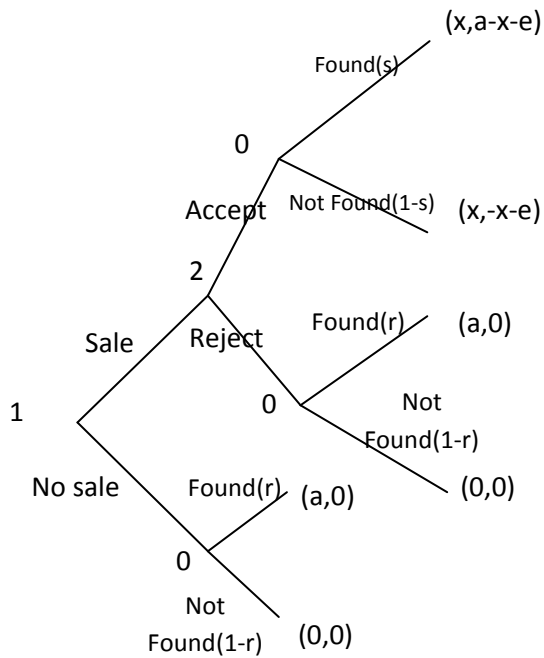 (x,a-x-e)
Found(s)
0
Accept
Not Found(1-s)
(x,-x-e)
2
Sale
Reject
Found(r)
(a,0)
1
0
Not
Found(1-r)
No sale
Found(r)
(a,0)
(0,0)
0
Not
Found(1-r)
(0,0)